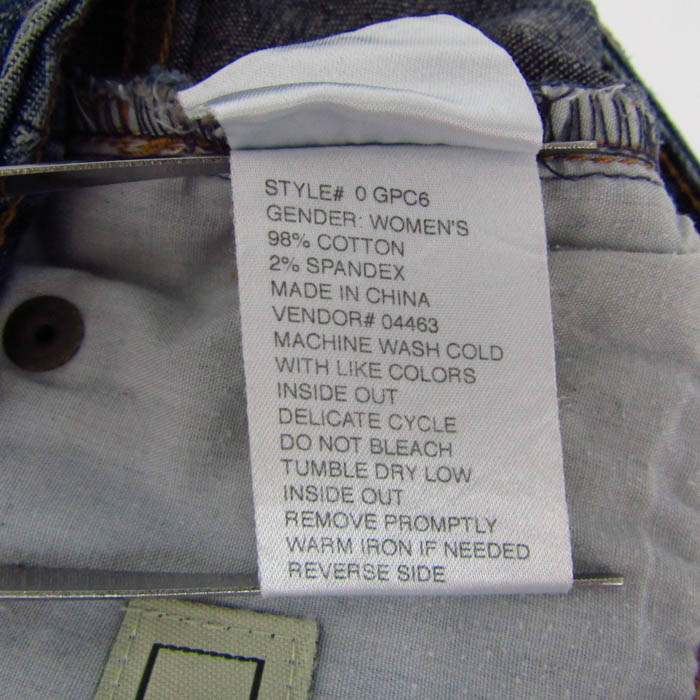 STYLE# 0 GPC6
GENDER: WOMEN'S
98% COTTON
2% SPANDEX
MADE IN CHINA
VENDOR# 04463
MACHINE WASH COLD
WITH LIKE COLORS
INSIDE OUT
DELICATE CYCLE
DO NOT BLEACH
TUMBLE DRY LOW
INSIDE OUT
REMOVE PROMPTLY
WARM IRON IF NEEDED
REVERSE SIDE